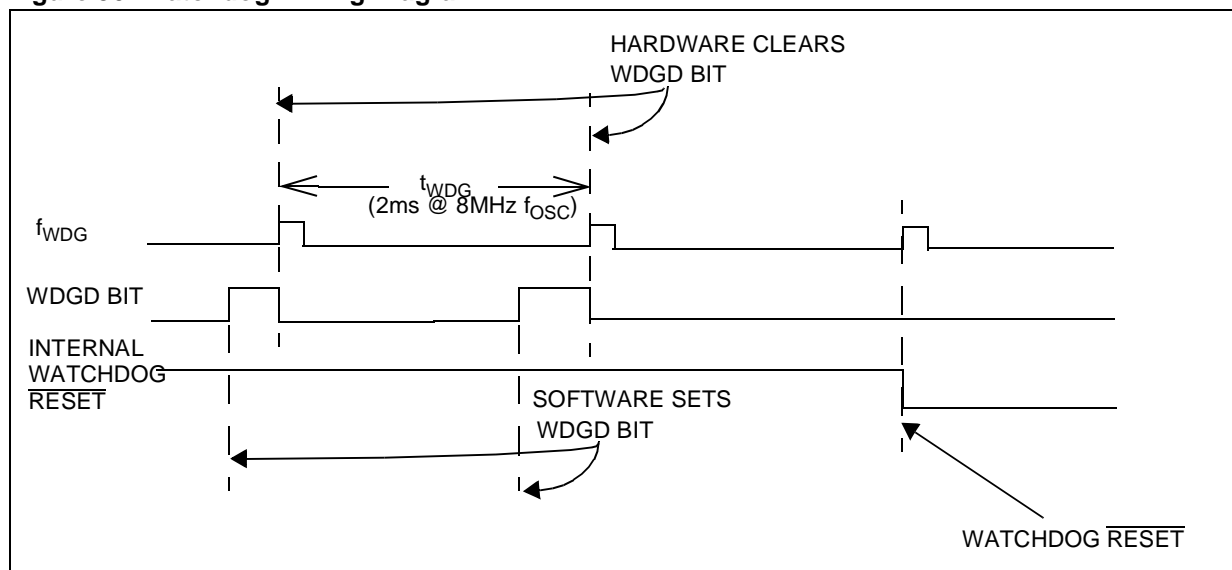 HARDWARE CLEARS
WDGD BIT
tWDG
(2ms @ 8MHz fOSC)
fWDG
WDGD BIT
INTERNAL
WATCHDOG
RESET
SOFTWARE SETS
WDGD BIT
WATCHDOG RESET